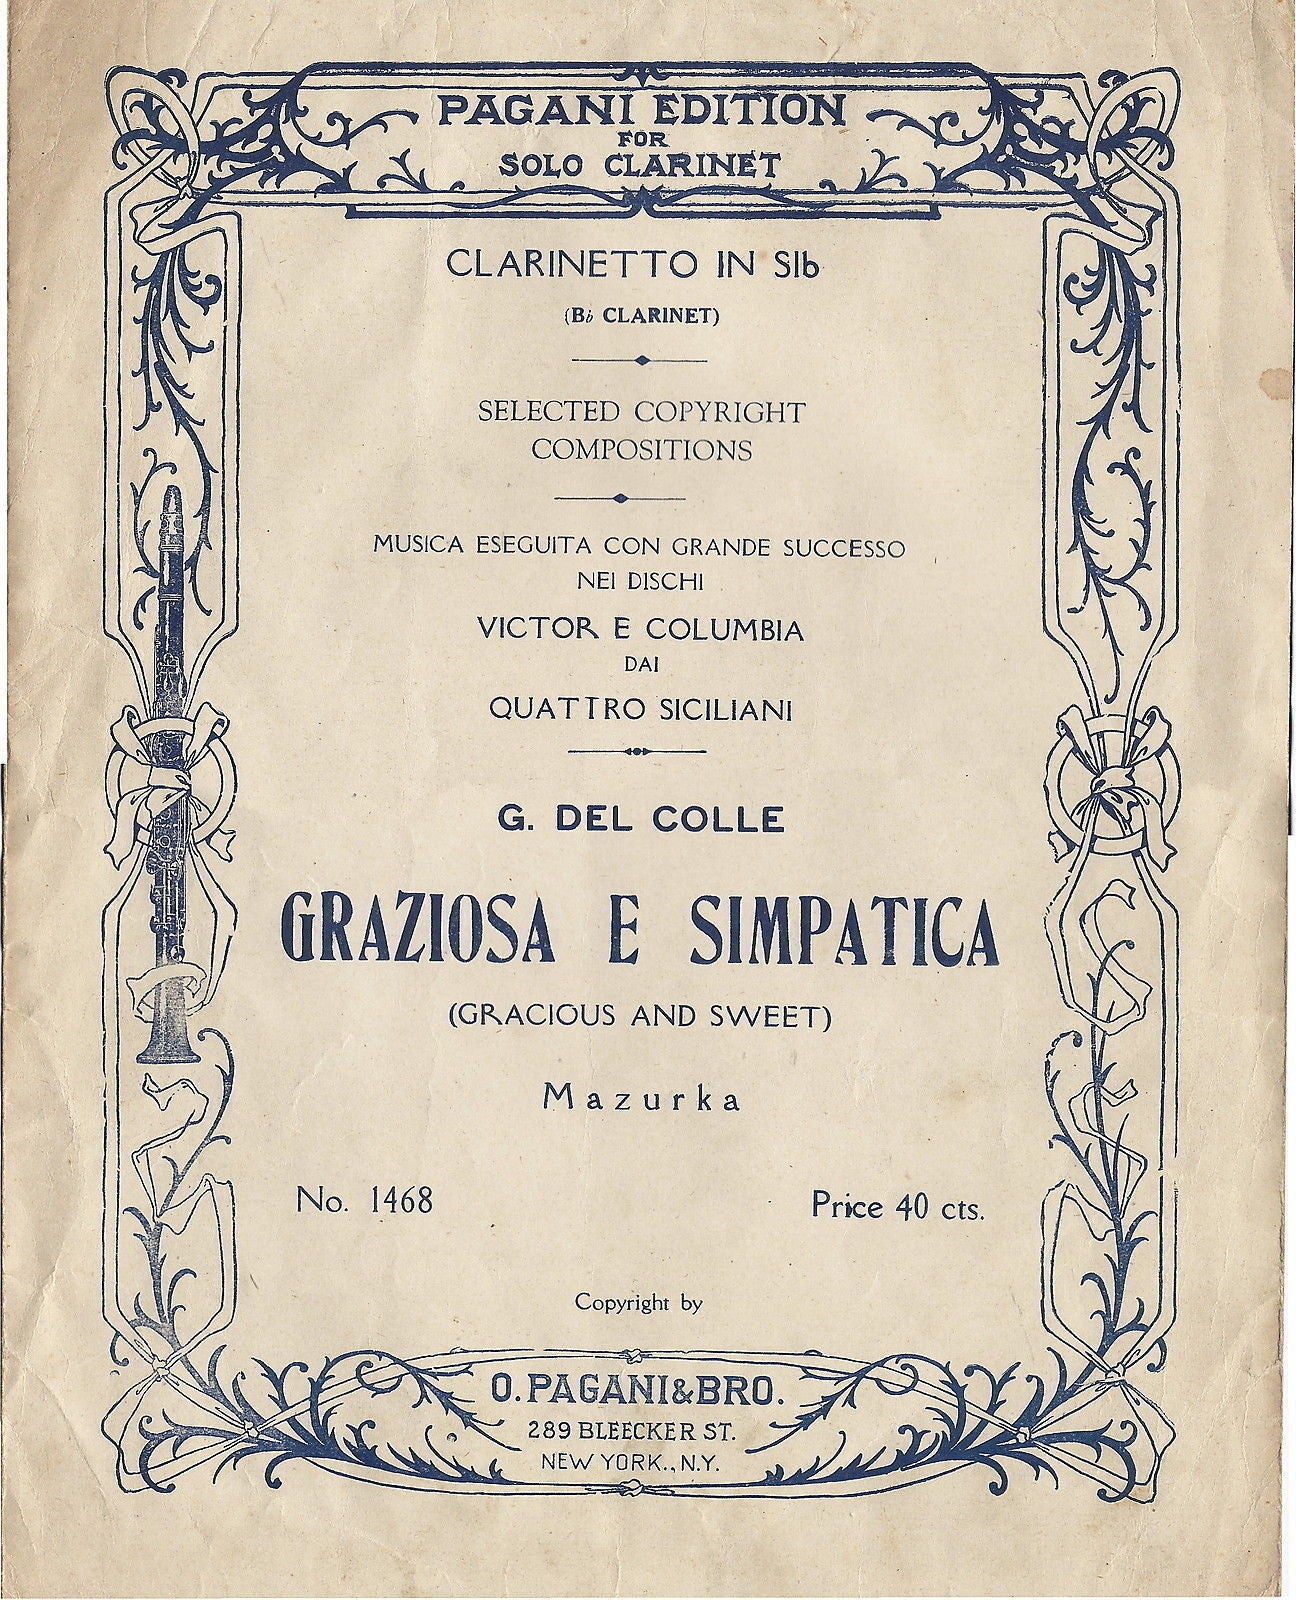 PAGANI EDITION
FOR
SOLO CLARINET
CLARINETTO IN SIb
(B♭ CLARINET)
SELECTED COPYRIGHT
COMPOSITIONS
MUSICA ESEGUITA CON GRANDE SUCCESSO
NEI DISCHI
VICTOR E COLUMBIA
DAI
QUATTRO SICILIANI
G. DEL COLLE
GRAZIOSA E SIMPATICA
(GRACIOUS AND SWEET)
Mazurka
No. 1468
Price 40 cts.
Copyright by
O. PAGANI & BRO.
289 BLEECKER ST.
NEW YORK., N.Y.